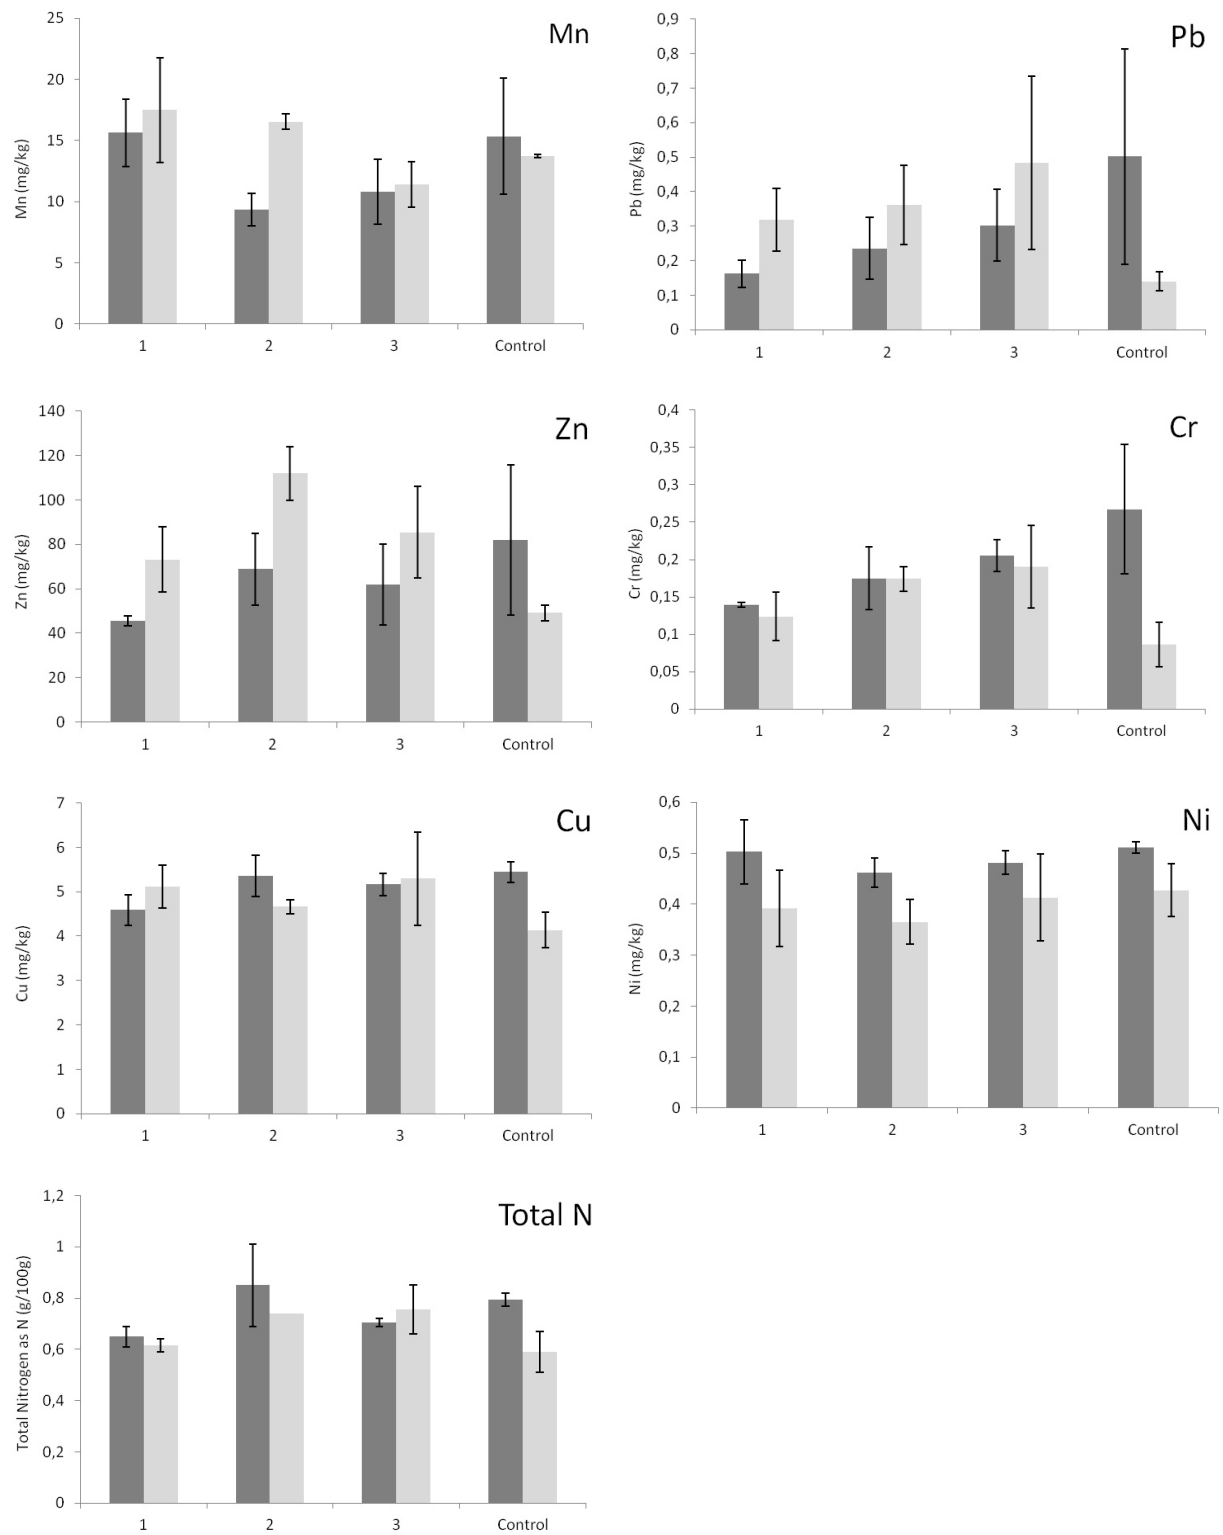 Mn
Mn (mg/kg)
25
20
15
10
5
0
1 2 3 Control
Pb
Pb (mg/kg)
0,9
0,8
0,7
0,6
0,5
0,4
0,3
0,2
0,1
0
1 2 3 Control
Zn
Zn (mg/kg)
140
120
100
80
60
40
20
0
1 2 3 Control
Cr
Cr (mg/kg)
0,4
0,35
0,3
0,25
0,2
0,15
0,1
0,05
0
1 2 3 Control
Cu
Cu (mg/kg)
7
6
5
4
3
2
1
0
1 2 3 Control
Ni
Ni (mg/kg)
0,6
0,5
0,4
0,3
0,2
0,1
0
1 2 3 Control
Total N
Total Nitrogen as N (g/100g)
1,2
1
0,8
0,6
0,4
0,2
0
1 2 3 Control